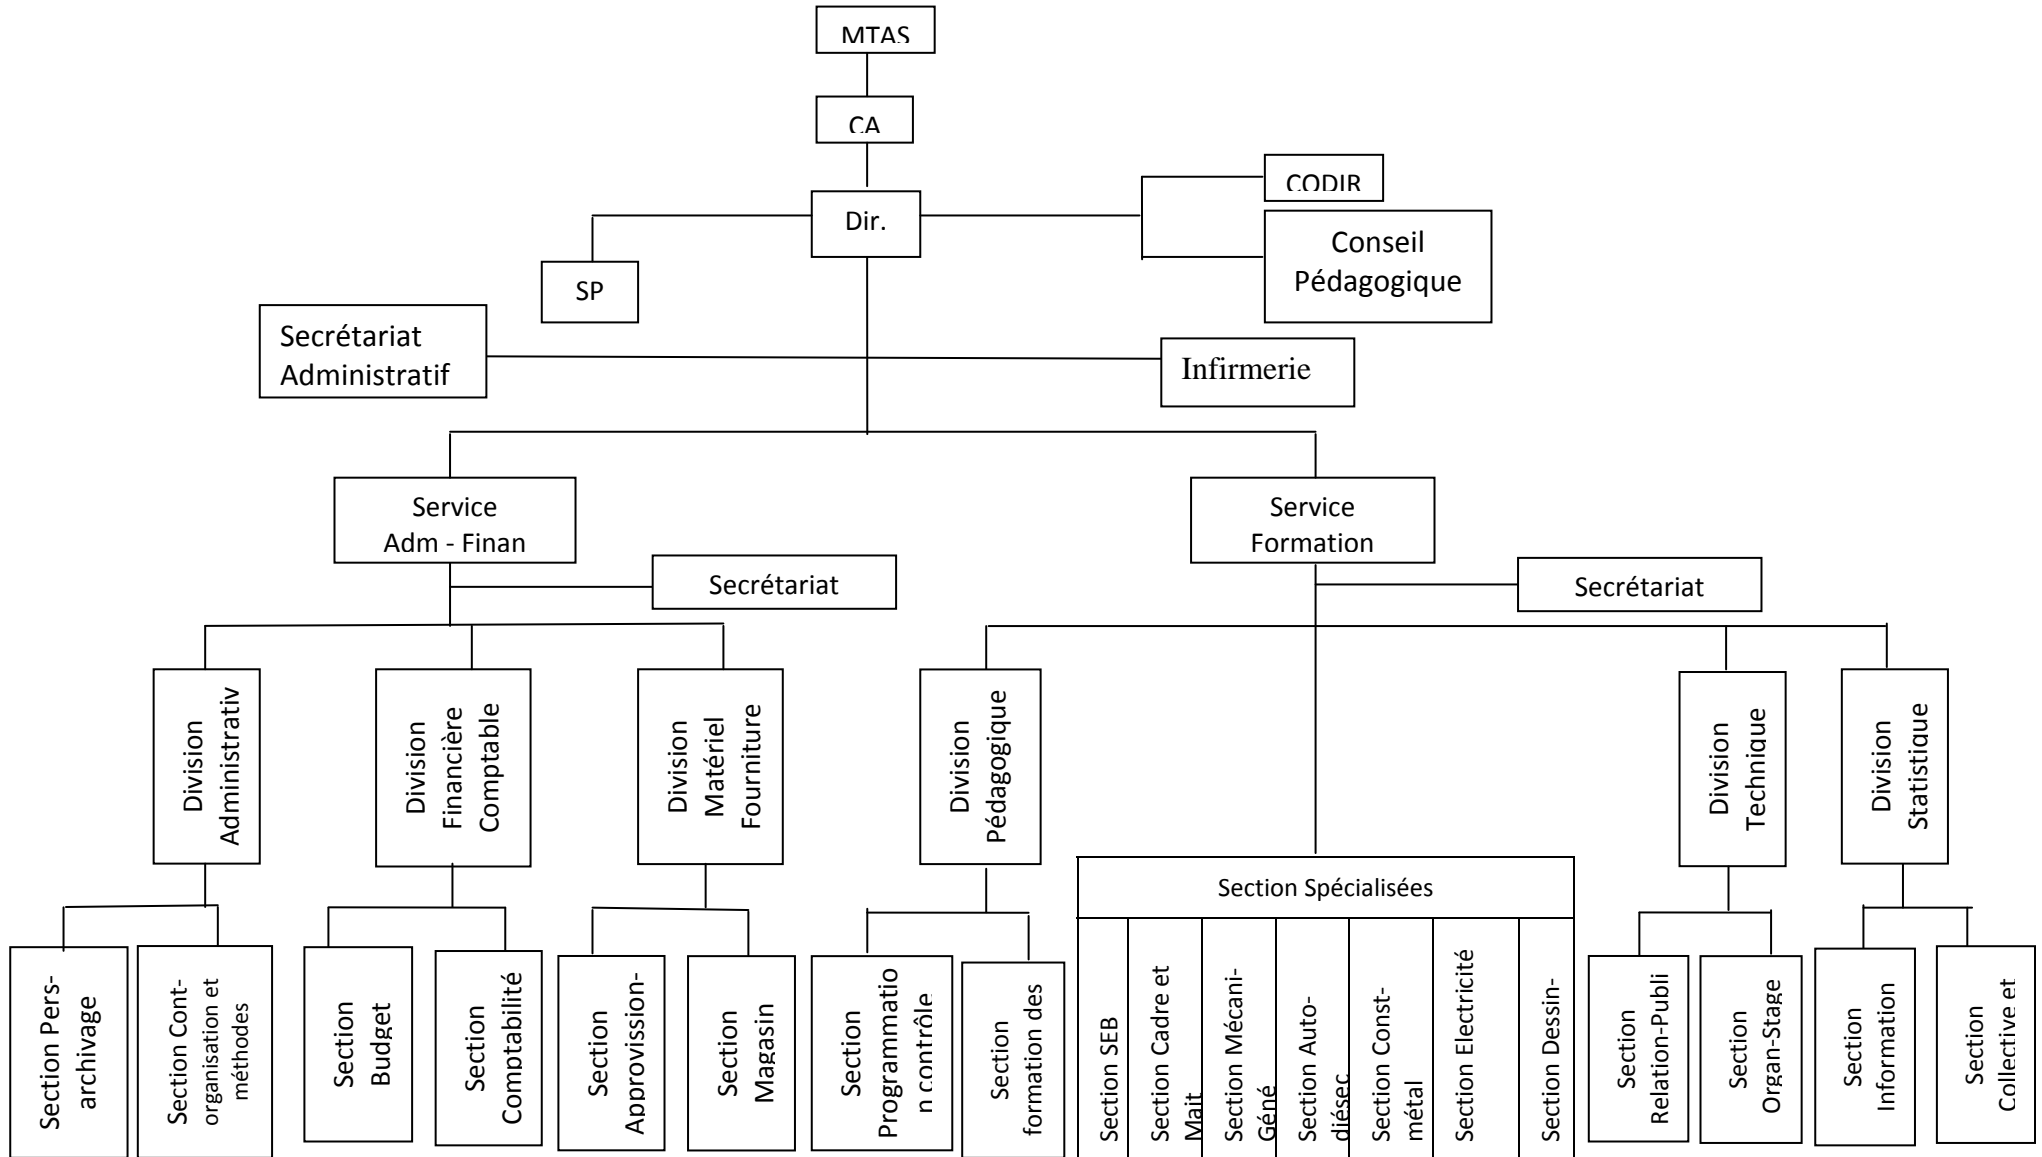 MTAS
CA
Dir.
CODIR
Conseil
Pédagogique
SP
Secrétariat
Administratif
Infirmerie
Service
Adm - Finan
Service
Formation
Secrétariat
Secrétariat
Division
Administrativ
Division
Financière
Comptable
Division
Matériel
Fourniture
Division
Pédagogique
Division
Technique
Division
Statistique
Section Spécialisées
Section Pers-
archivage
Section Cont-
organisation et
méthodes
Section
Budget
Section
Comptabilité
Section
Approvission-
Section
Magasin
Section
Programmatio
n contrôle
Section
formation des
Section SEB
Section Cadre et
Mait
Section Mécani-
Géné
Section Auto-
diésec
Section Const-
métal
Section Electricité
Section Dessin-
Section
Relation-Publi
Section
Organ-Stage
Section
Information
Section
Collective et